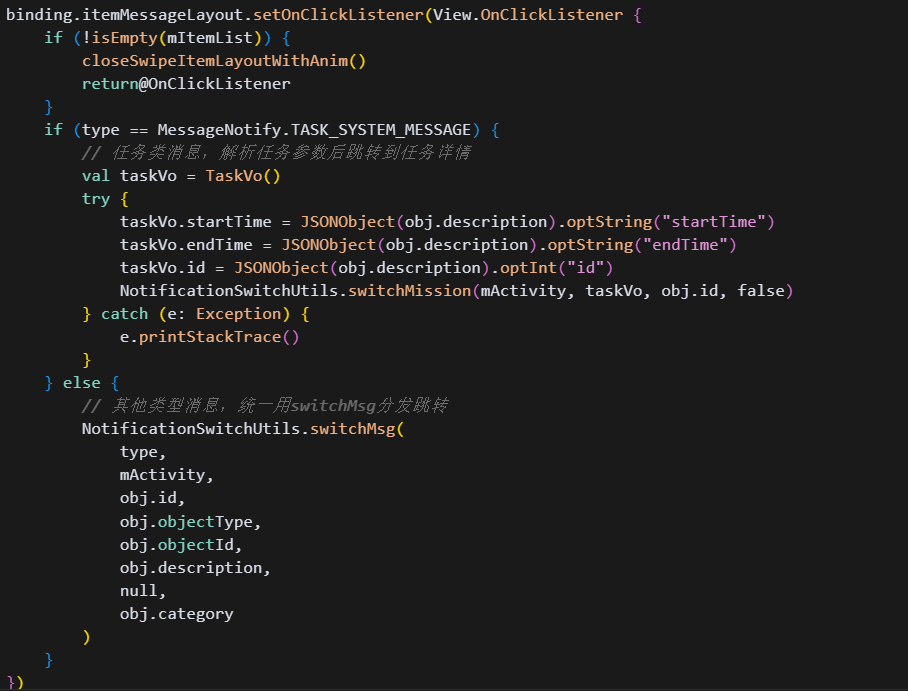 binding.itemMessageLayout.setOnClickListener(View.OnClickListener {
    if (!isEmpty(mItemList)) {
        closeSwipeItemLayoutWithAnim()
        return@OnClickListener
    }
    if (type == MessageNotify.TASK_SYSTEM_MESSAGE) {
        // 任务类消息，解析任务参数后跳转到任务详情
        val taskVo = TaskVo()
        try {
            taskVo.startTime = JSONObject(obj.description).optString("startTime")
            taskVo.endTime = JSONObject(obj.description).optString("endTime")
            taskVo.id = JSONObject(obj.description).optInt("id")
            NotificationSwitchUtils.switchMission(mActivity, taskVo, obj.id, false)
        } catch (e: Exception) {
            e.printStackTrace()
        }
    } else {
        // 其他类型消息，统一用switchMsg分发跳转
        NotificationSwitchUtils.switchMsg(
            type,
            mActivity,
            obj.id,
            obj.objectType,
            obj.objectId,
            obj.description,
            null,
            obj.category
        )
    }
})